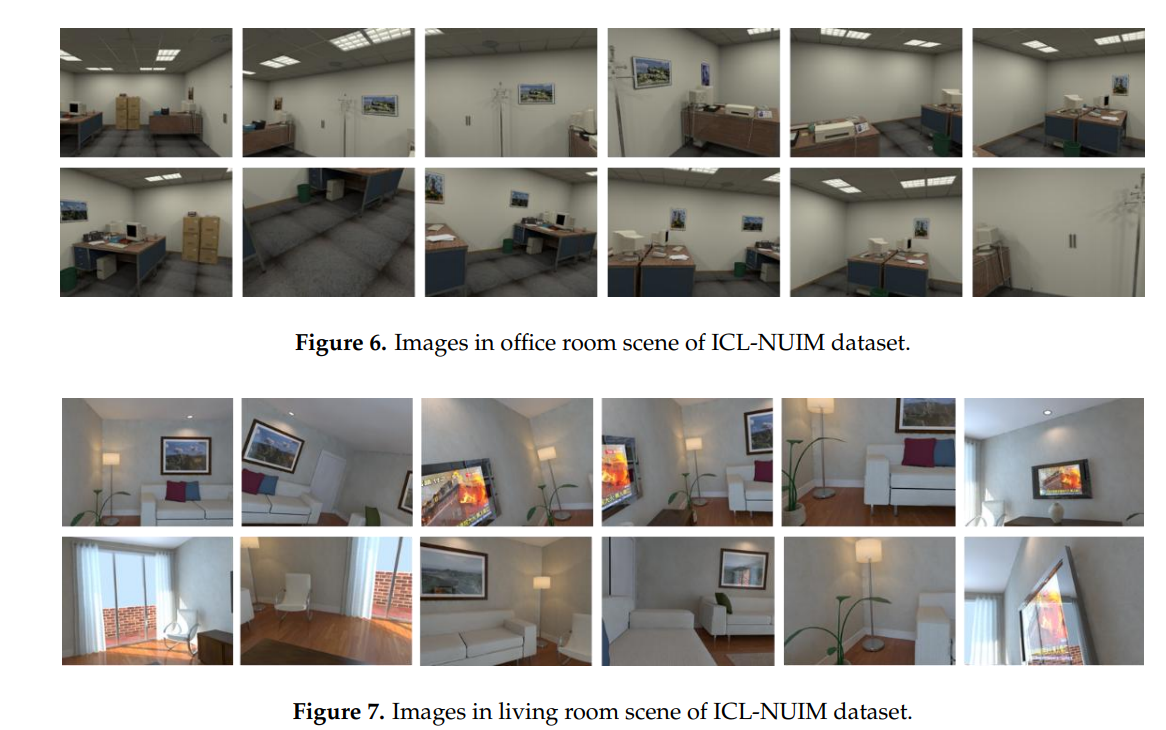 Figure 6. Images in office room scene of ICL-NUIM dataset.
Figure 7. Images in living room scene of ICL-NUIM dataset.